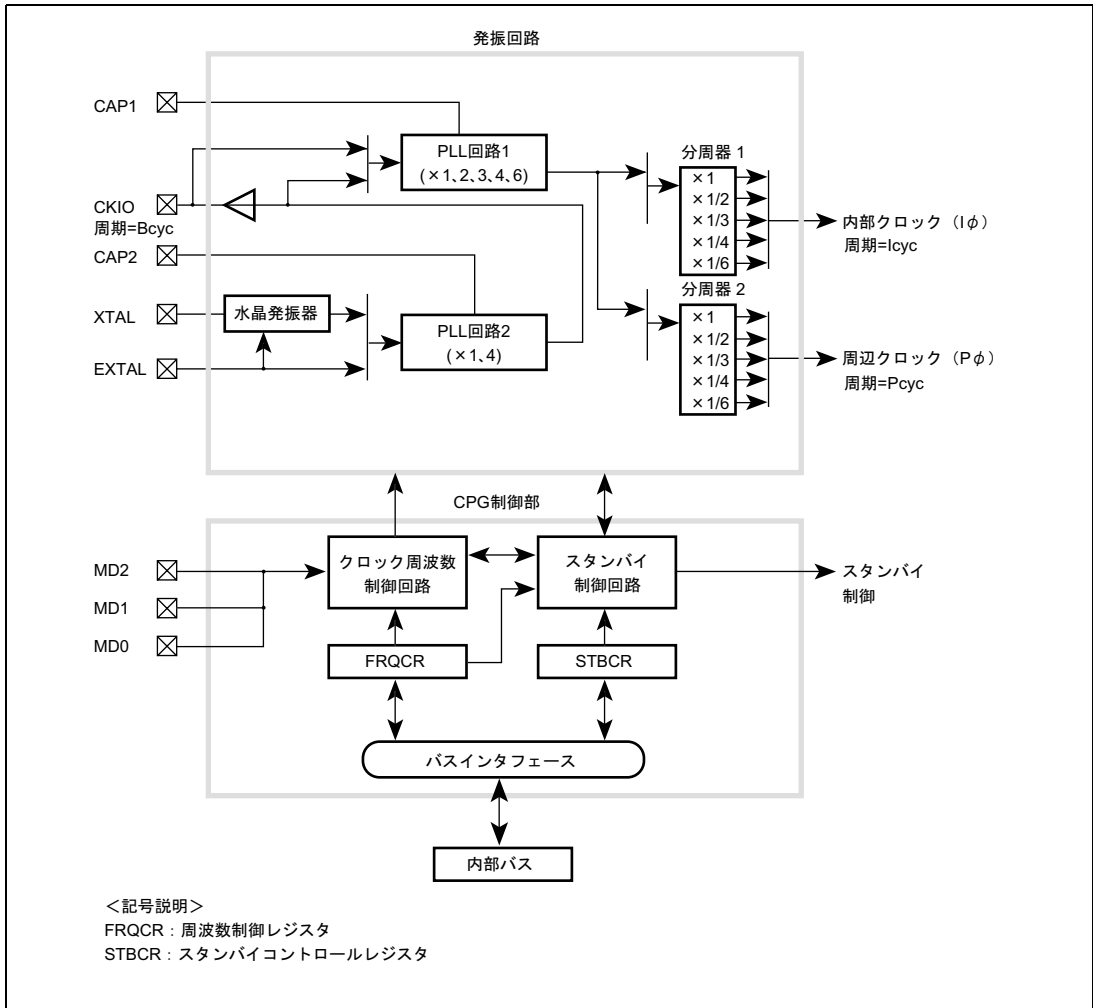 発振回路
CAP1
PLL回路1
(×1、2、3、4、6)
分周器 1
×1
×1/2
×1/3
×1/4
×1/6
CKIO
周期=Bcyc
内部クロック（Iφ）
周期=Icyc
CAP2
XTAL
水晶発振器
EXTAL
PLL回路2
(×1、4)
分周器 2
×1
×1/2
×1/3
×1/4
×1/6
周辺クロック（Pφ）
周期=Pcyc
CPG制御部
MD2
MD1
MD0
クロック周波数
制御回路
スタンバイ
制御回路
スタンバイ
制御
FRQCR
STBCR
バスインタフェース
内部バス
＜記号説明＞
FRQCR：周波数制御レジスタ
STBCR：スタンバイコントロールレジスタ